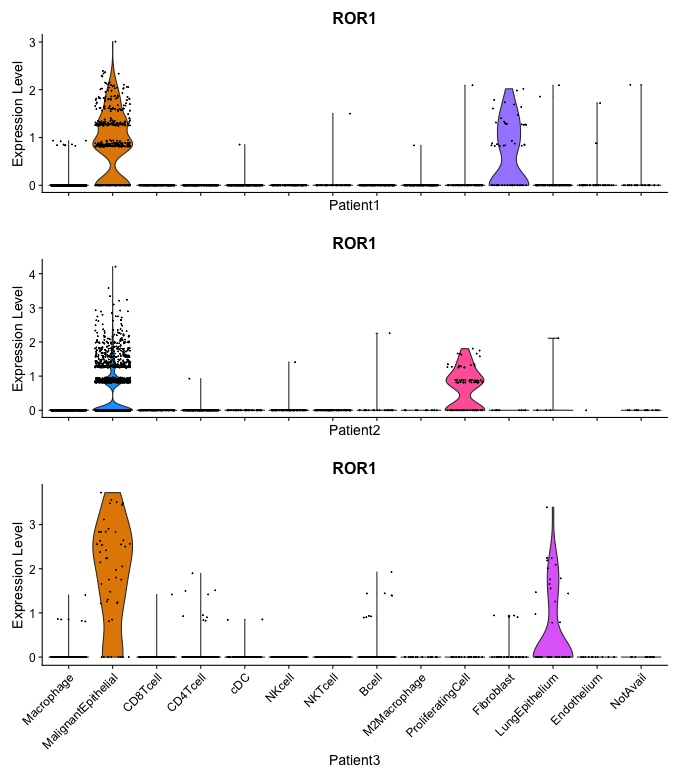 ROR1
Expression Level
3
2
1
0
Patient1
ROR1
Expression Level
4
3
2
1
0
Patient2
ROR1
Expression Level
3
2
1
0
Macrophage
MalignantEpithelial
CD8Tcell
CD4Tcell
cDC
NKcell
NKTcell
Bcell
M2Macrophage
ProliferatingCell
Fibroblast
LungEpithelium
Endothelium
NotAvail
Patient3